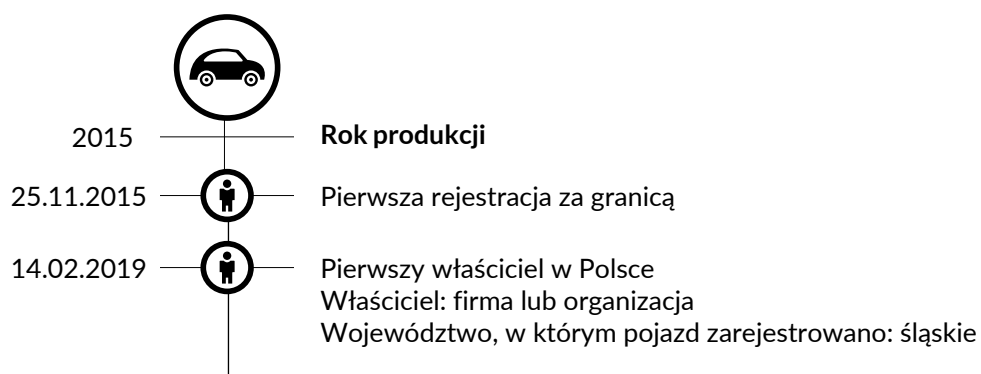 2015 Rok produkcji
25.11.2015 Pierwsza rejestracja za granicą
14.02.2019 Pierwszy właściciel w Polsce
Właściciel: firma lub organizacja
Województwo, w którym pojazd zarejestrowano: śląskie